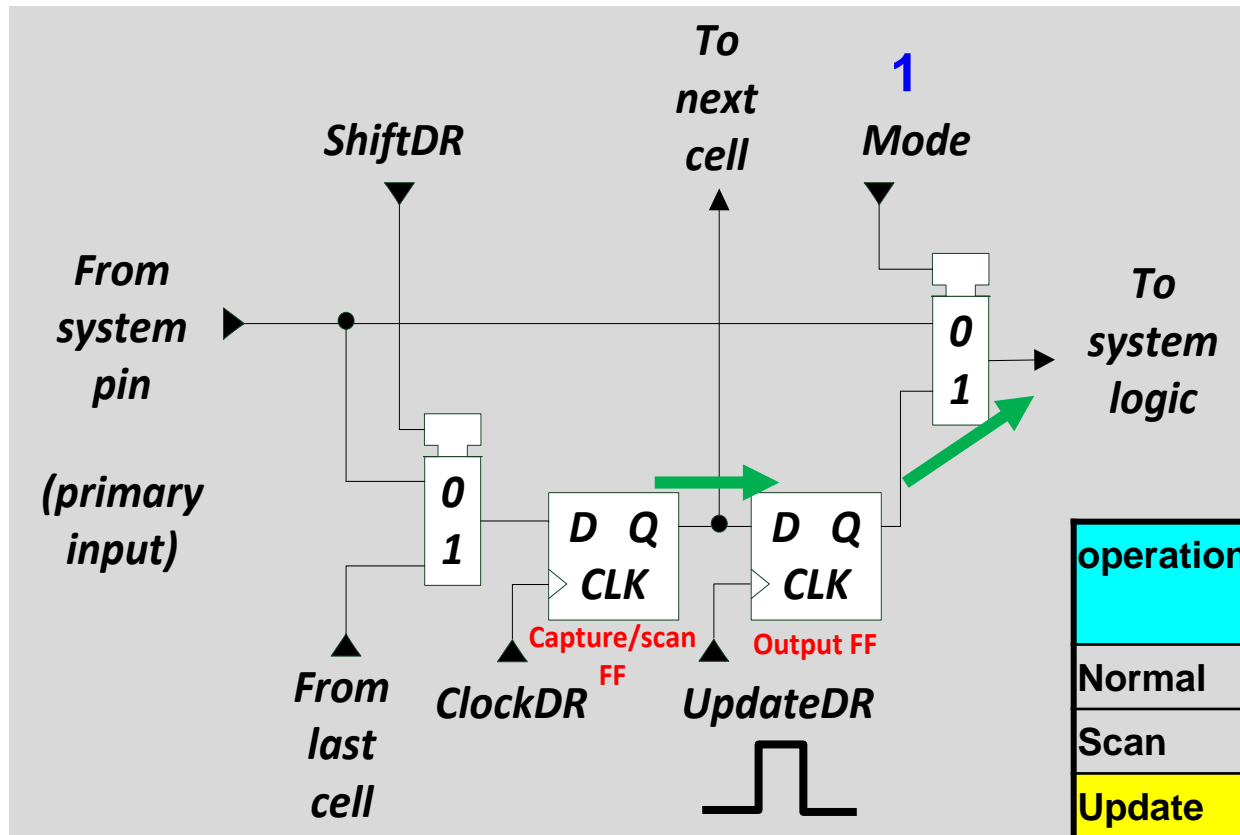 To
next
cell
1
ShiftDR
Mode
From
system
pin
(primary
input)
0
1
To
system
logic
0
1
D Q
CLK
D Q
CLK
Capture/scan
FF
Output FF
From
last
cell
ClockDR
UpdateDR
operation
Normal
Scan
Update